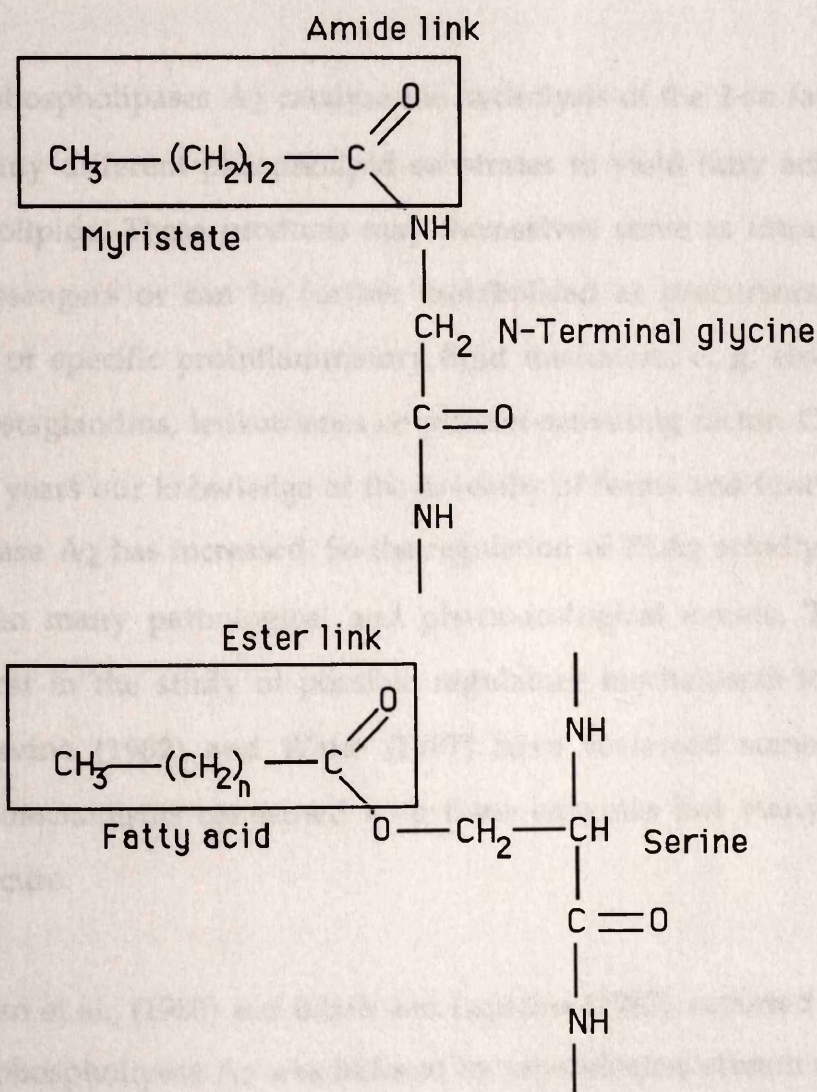 Amide link
O
CH3—(CH2)12—C
Myristate
NH
CH2 N-Terminal glycine
C=O
NH
Ester link
O
NH
CH3—(CH2)n—C
Fatty acid
O—CH2—CH Serine
C=O
NH